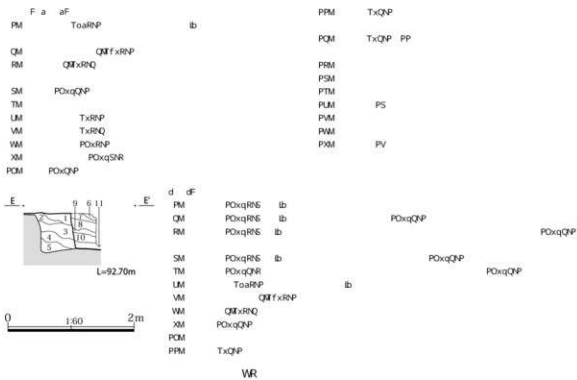 F a aF
PM ToaRNP lb
QM QMTfxRNP
RM QMTxRNQ
SM POxqQNP
TM
UM TxRNP
VM TxRNQ
WM POxRNP
XM POxqSNR
POM POxQNP
PPM TxQNP
PQM TxQNP PP
PRM
PSM
PTM
PUM PS
PVM
PWM
PXM PV
E E'
9 6 11
2 1 8
3 10
4
5
L=92.70m
0 1:60 2m
d dF
PM POxqRNS lb
QM POxqRNS lb POxqQNP
RM POxqRNS lb POxqQNP
SM POxqRNS lb POxqQNP
TM POxqQNR POxqQNP
UM ToaRNP lb
VM QMTfxRNP
WM QMTxRNQ
XM POxqQNP
POM
PPM TxQNP
WR